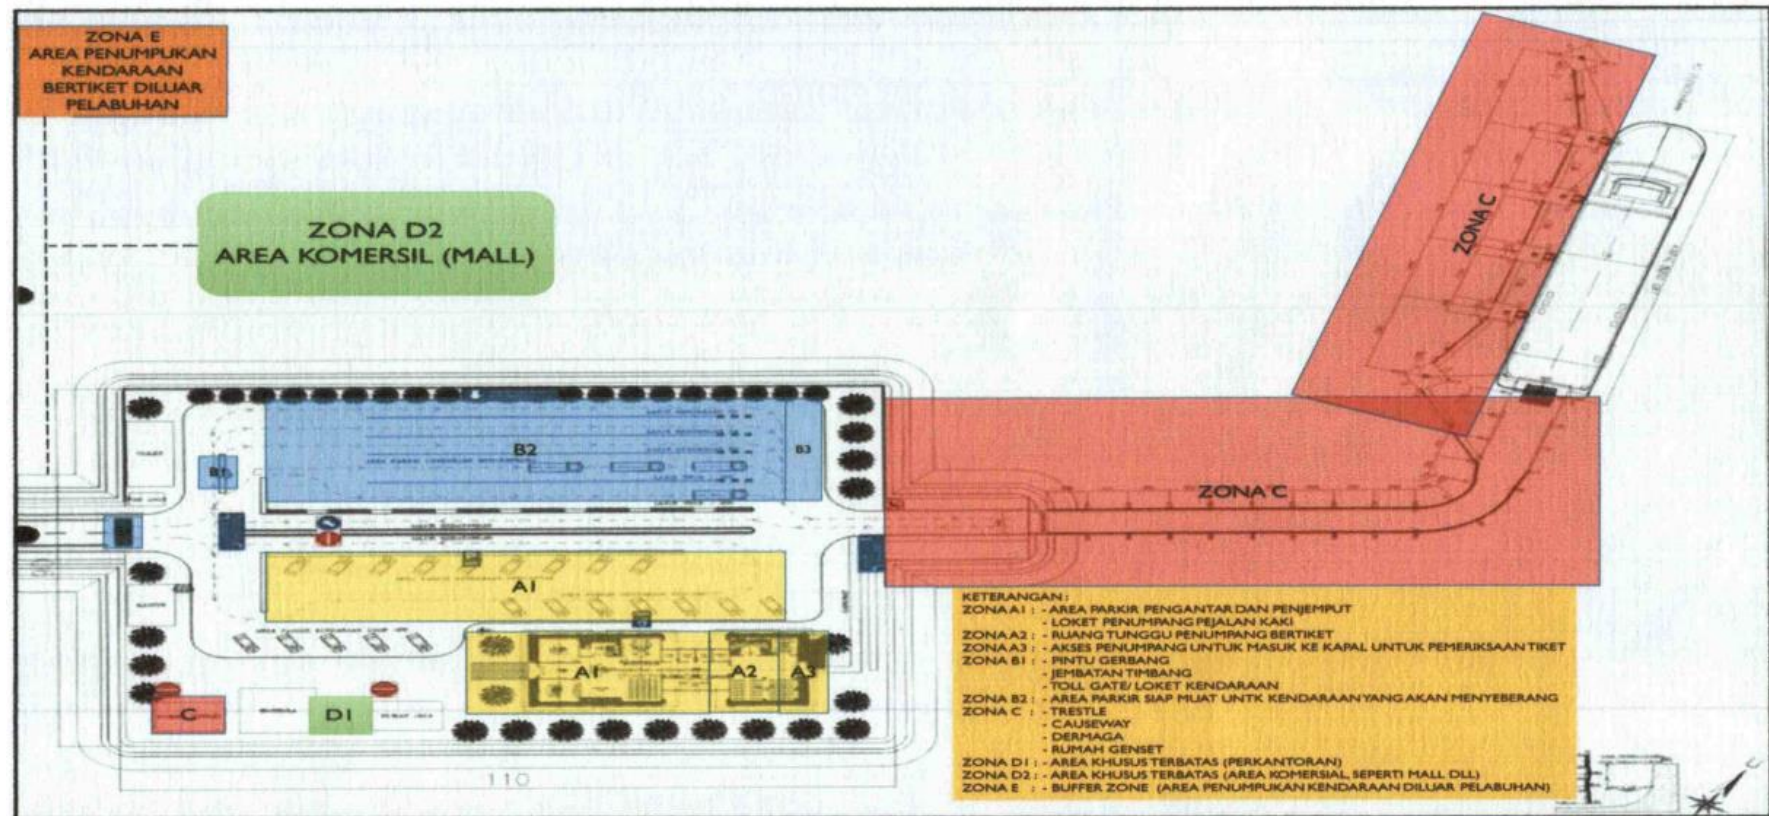 ZONA E
AREA PENUMPUKAN
KENDARAAN
BERTIKET DILUAR
PELABUHAN
ZONA D2
AREA KOMERSIL (MALL)
ZONA C
B2
B3
B1
ZONA C
A1
A1
A2
A3
C
D1
110
KETERANGAN :
ZONA A1 : - AREA PARKIR PENGANTAR DAN PENJEMPUT
- LOKET PENUMPANG PEJALAN KAKI
ZONA A2 : - RUANG TUNGGU PENUMPANG BERTIKET
ZONA A3 : - AKSES PENUMPANG UNTUK MASUK KE KAPAL UNTUK PEMERIKSAAN TIKET
ZONA B1 : - PINTU GERBANG
- JEMBATAN TIMBANG
- TOLL GATE/ LOKET KENDARAAN
ZONA B2 : - AREA PARKIR SIAP MUAT UNTK KENDARAAN YANG AKAN MENYEBERANG
ZONA C : - TRESTLE
- CAUSEWAY
- DERMAGA
- RUMAH GENSET
ZONA D1 : - AREA KHUSUS TERBATAS (PERKANTORAN)
ZONA D2 : - AREA KHUSUS TERBATAS (AREA KOMERSIAL, SEPERTI MALL DLL)
ZONA E : - BUFFER ZONE (AREA PENUMPUKAN KENDARAAN DILUAR PELABUHAN)